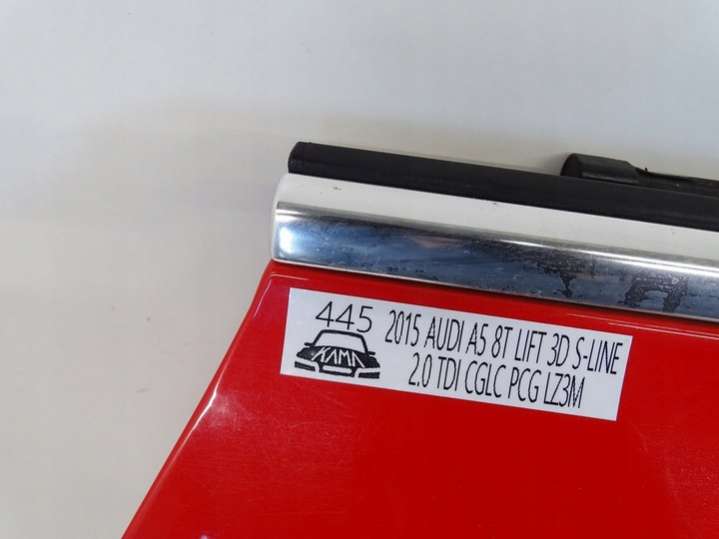 445
KAMA
2015 AUDI A5 8T LIFT 3D S-LINE
2.0 TDI CGLC PCG LZ3M